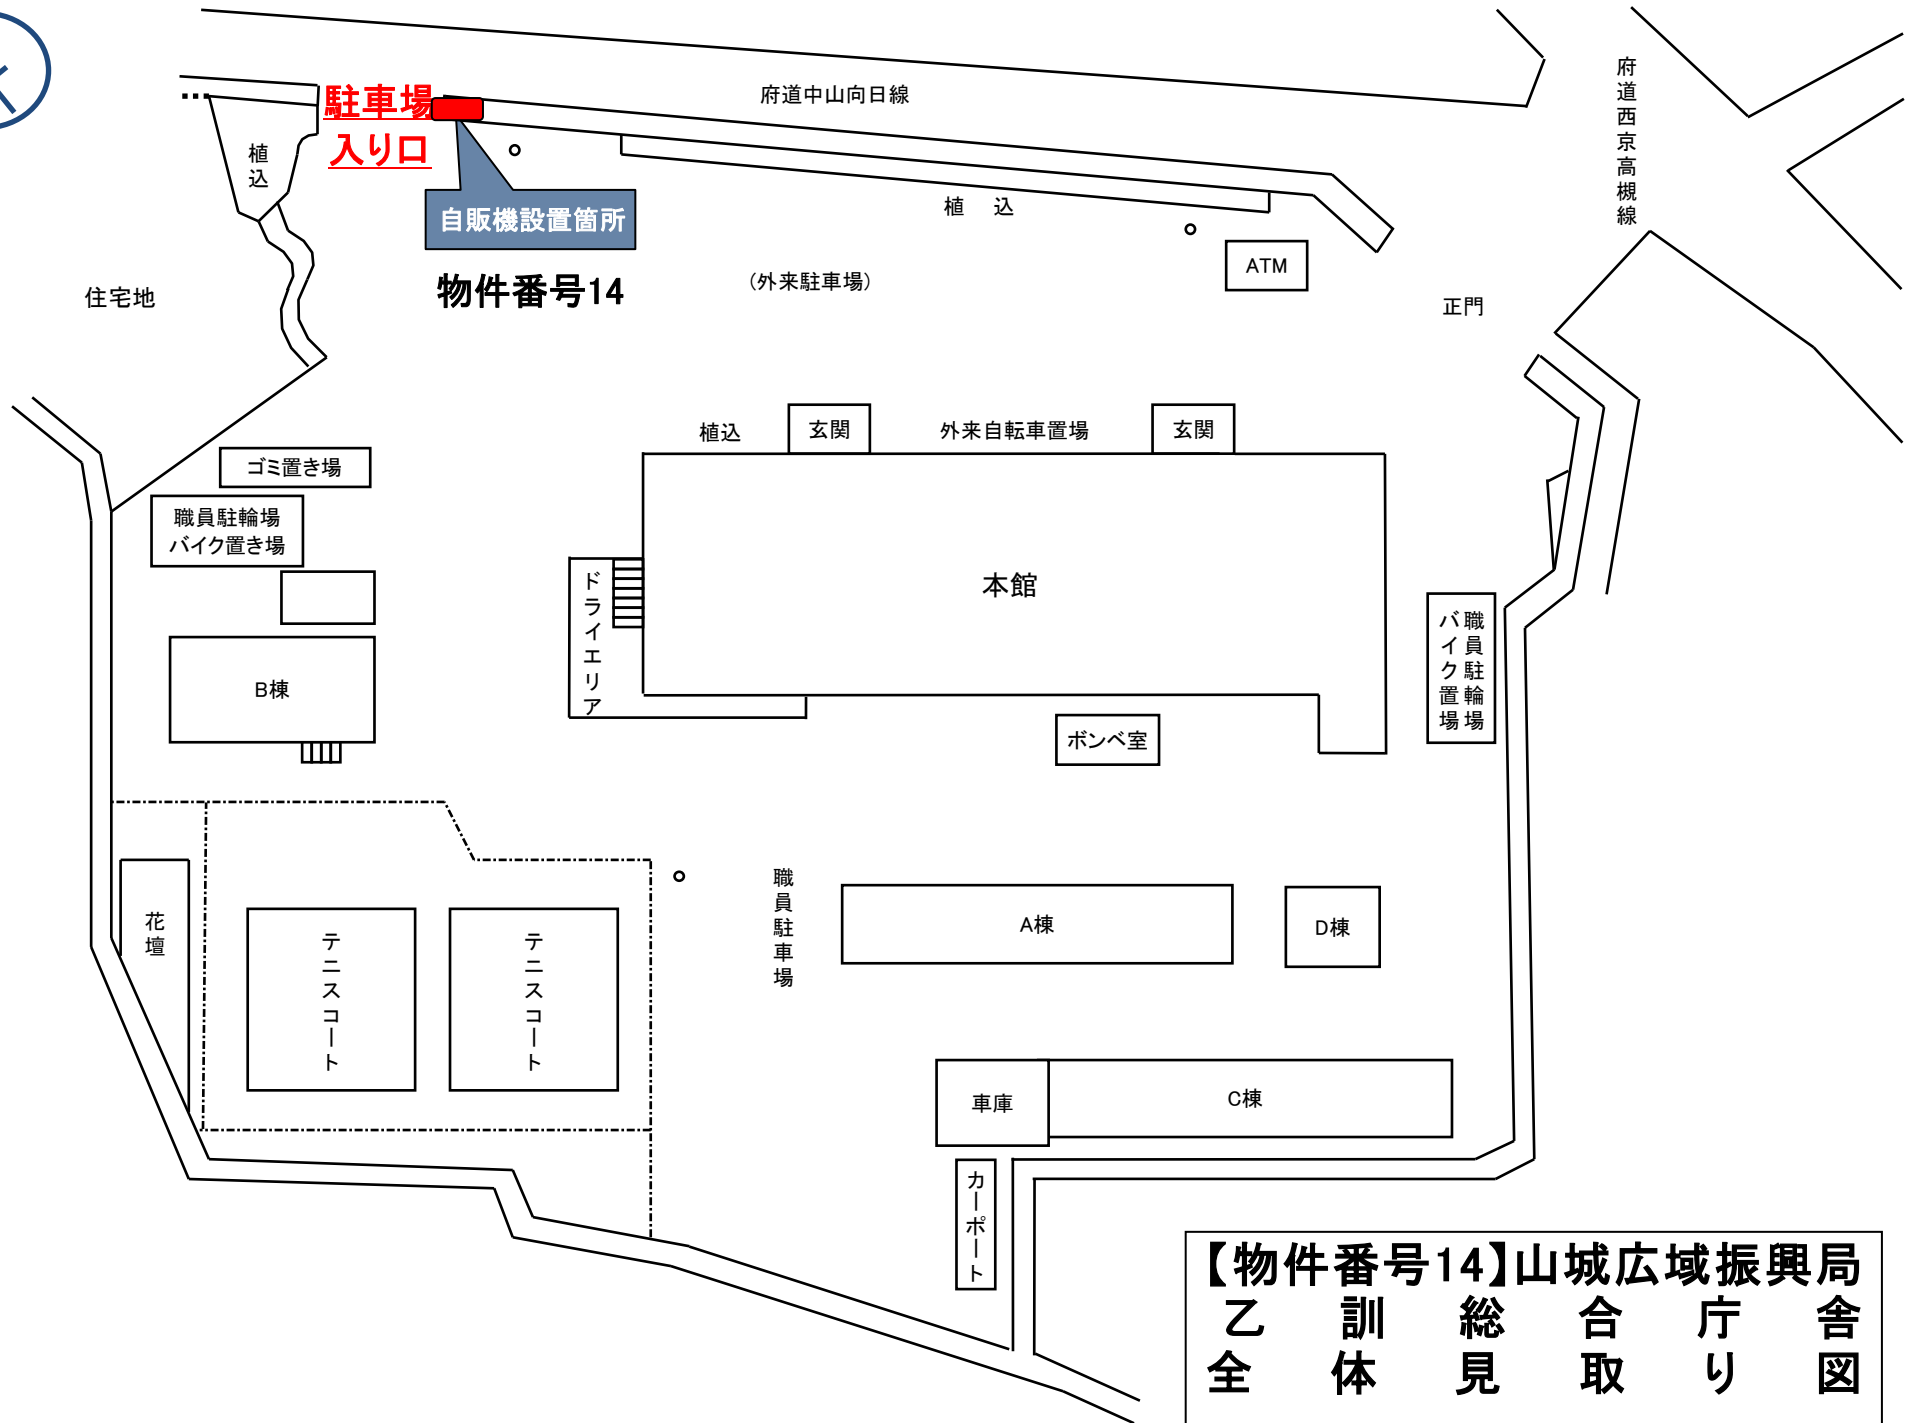 府道中山向日線
府道西京高槻線
駐車場
入り口
植込
自販機設置箇所
植　込
物件番号14
（外来駐車場）
ATM
正門
住宅地
植込
玄関
外来自転車置場
玄関
ゴミ置き場
職員駐輪場
バイク置き場
ドライエリア
本館
職員駐輪場
バイク置場
B棟
ボンベ室
花壇
テニスコート
テニスコート
職員駐車場
A棟
D棟
車庫
C棟
カーポート
【物件番号14】山城広域振興局
乙訓総合庁舎
全体見取り図